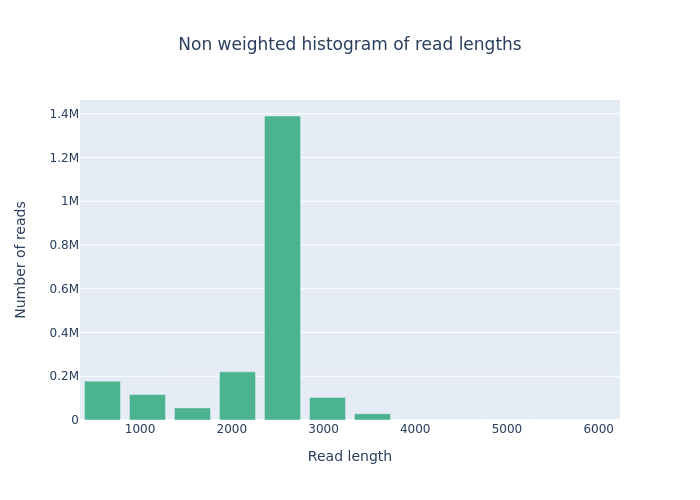 Non weighted histogram of read lengths
1.4M
1.2M
1M
0.8M
0.6M
0.4M
0.2M
0
Number of reads
1000 2000 3000 4000 5000 6000
Read length